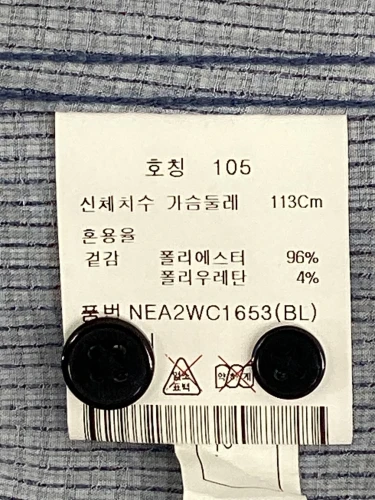 호칭 105
신체치수 가슴둘레 113Cm
혼용율
겉감 폴리에스터 96%
폴리우레탄 4%
품번 NEA2WC1653(BL)